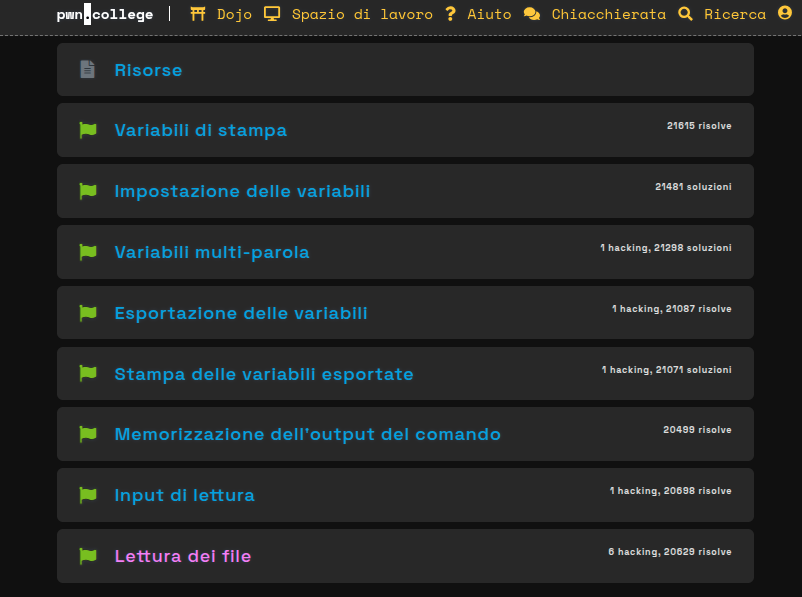 pwn.college | Dojo Spazio di lavoro Aiuto Chiacchierata Ricerca
Risorse
Variabili di stampa 21615 risolve
Impostazione delle variabili 21481 soluzioni
Variabili multi-parola 1 hacking, 21298 soluzioni
Esportazione delle variabili 1 hacking, 21087 risolve
Stampa delle variabili esportate 1 hacking, 21071 soluzioni
Memorizzazione dell'output del comando 20499 risolve
Input di lettura 1 hacking, 20698 risolve
Lettura dei file 6 hacking, 20629 risolve